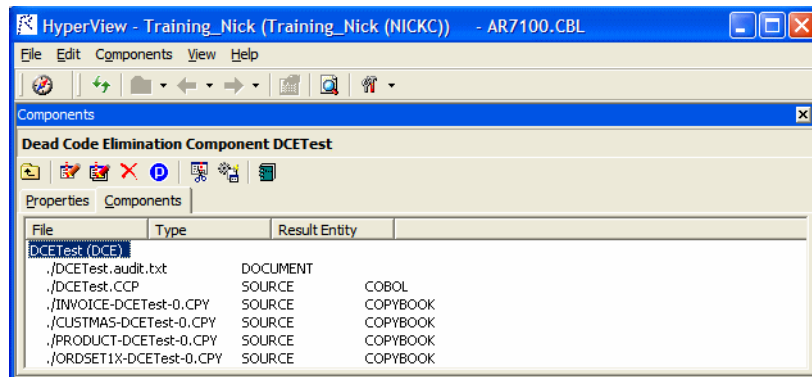 HyperView - Training_Nick (Training_Nick (NICKC)) - AR7100.CBL
File Edit Components View Help
Components
Dead Code Elimination Component DCETest
Properties Components
File Type Result Entity
DCETest (DCE)
./DCETest.audit.txt DOCUMENT
./DCETest.CCP SOURCE COBOL
./INVOICE-DCETest-0.CPY SOURCE COPYBOOK
./CUSTMAS-DCETest-0.CPY SOURCE COPYBOOK
./PRODUCT-DCETest-0.CPY SOURCE COPYBOOK
./ORDSET1X-DCETest-0.CPY SOURCE COPYBOOK